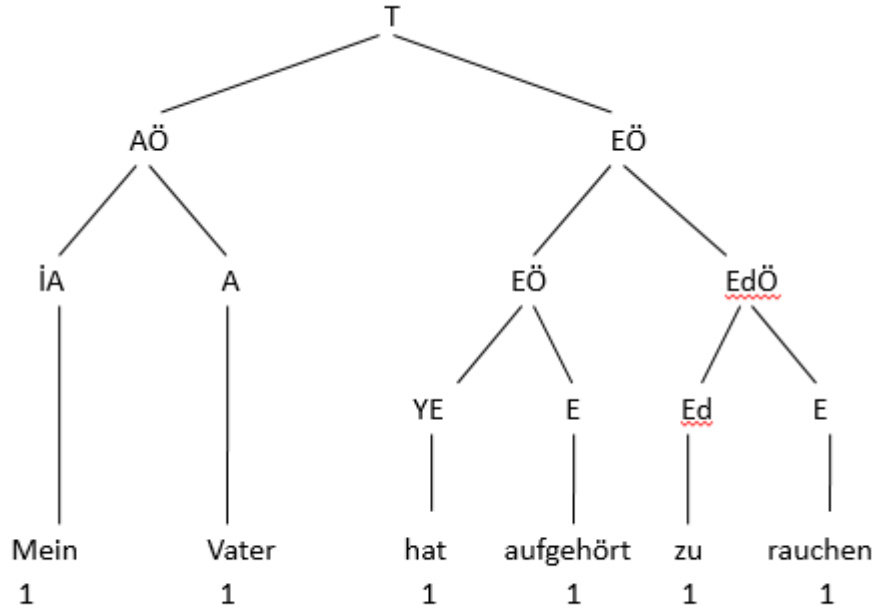 T
AÖ EÖ
İA A EÖ EdÖ
YE E Ed E
Mein Vater hat aufgehört zu rauchen
1 1 1 1 1 1